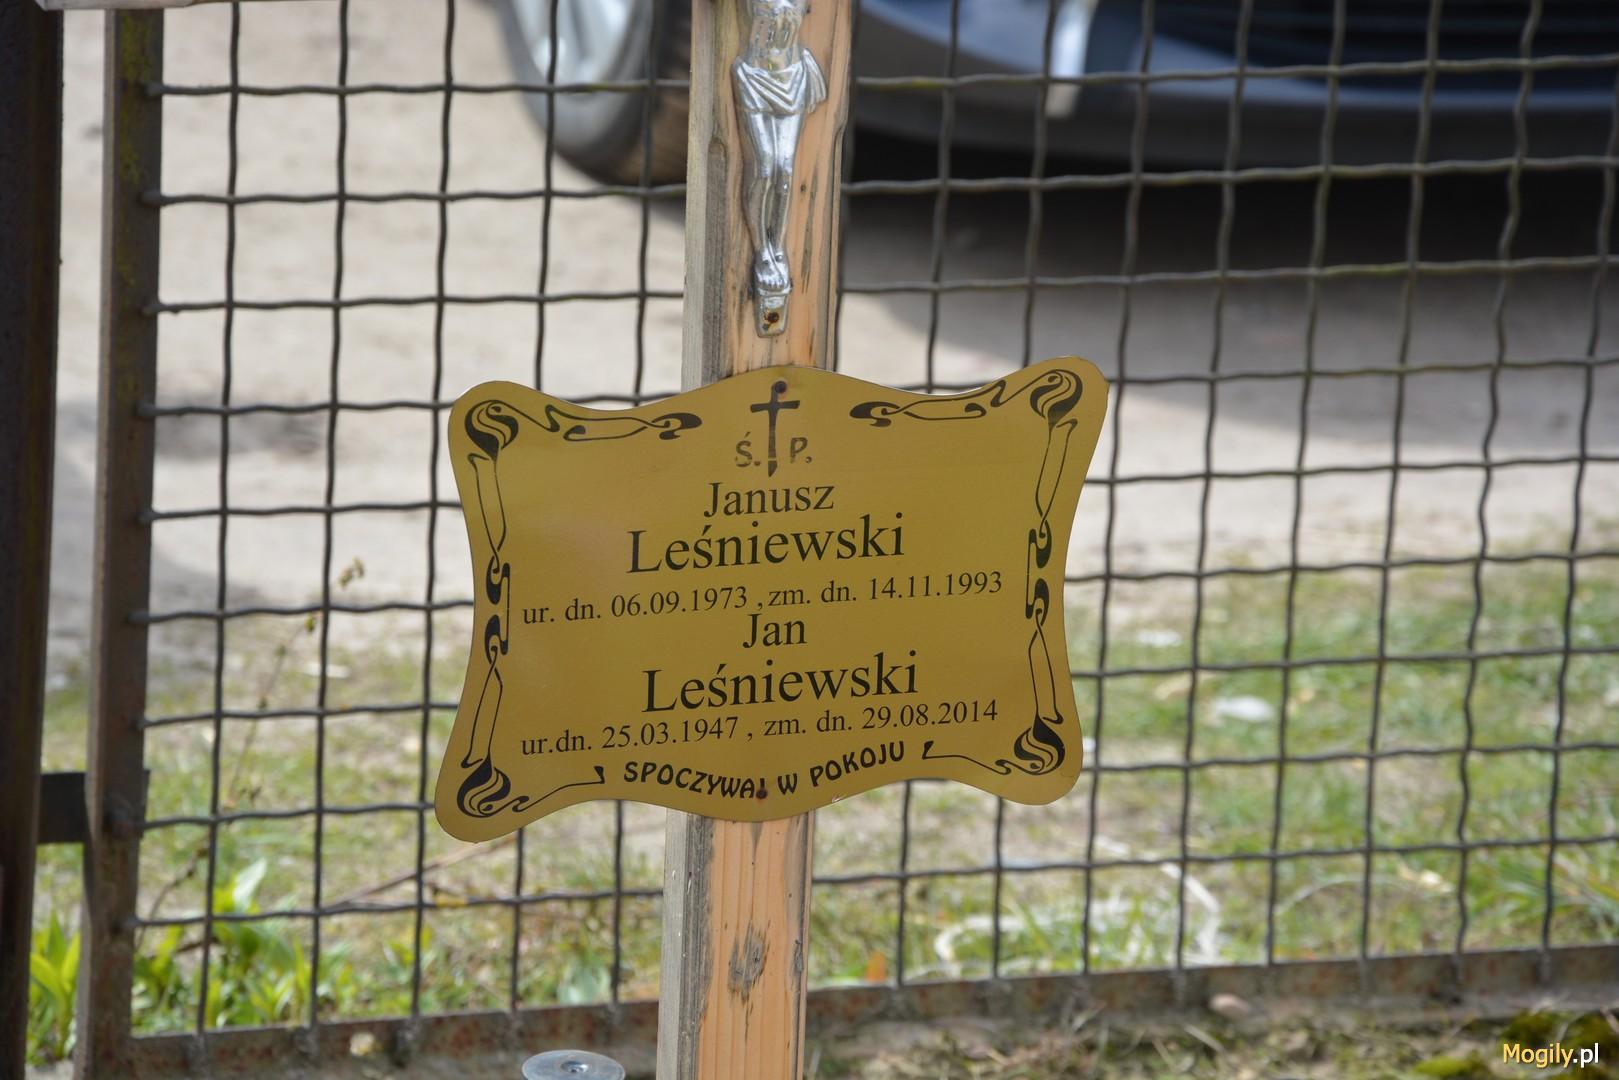 Ś. P.
Janusz
Leśniewski
ur. dn. 06.09.1973 , zm. dn. 14.11.1993
Jan
Leśniewski
ur.dn. 25.03.1947 , zm. dn. 29.08.2014
SPOCZYWAJ W POKOJU
Mogily.pl